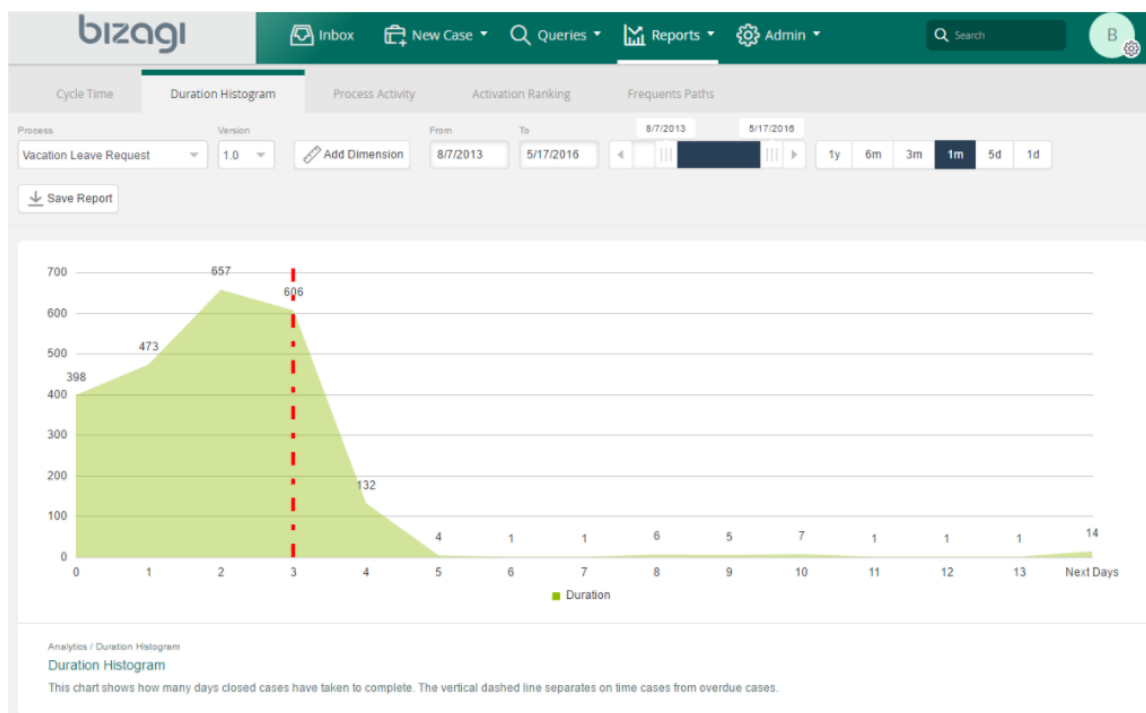 bizagi Inbox New Case Queries Reports Admin Search B
Cycle Time Duration Histogram Process Activity Activation Ranking Frequents Paths
Process Version From To 8/7/2013 5/17/2016
Vacation Leave Request 1.0 Add Dimension 8/7/2013 5/17/2016 1y 6m 3m 1m 5d 1d
Save Report
700
657
606
600
500
473
398
400
300
200
132
100
4 1 1 6 5 7 1 1 1 14
0
0 1 2 3 4 5 6 7 8 9 10 11 12 13 Next Days
Duration
Analytics / Duration Histogram
Duration Histogram
This chart shows how many days closed cases have taken to complete. The vertical dashed line separates on time cases from overdue cases.